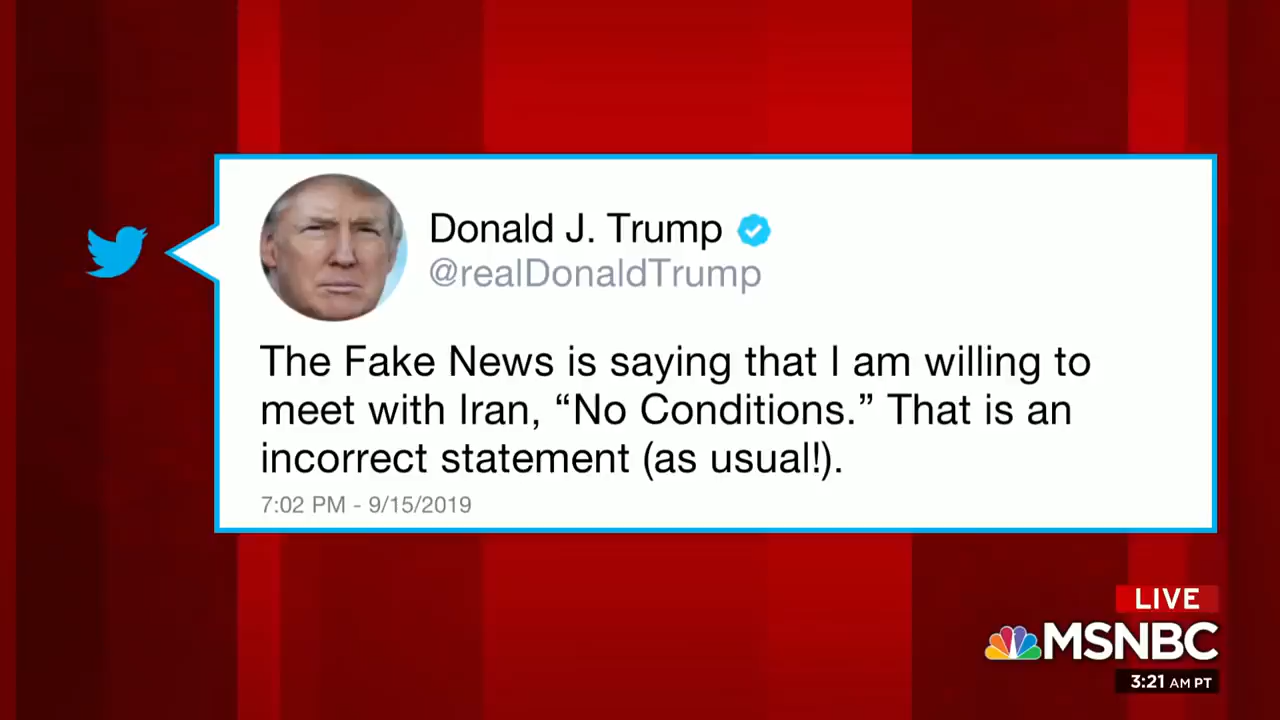 Donald J. Trump
@realDonaldTrump
The Fake News is saying that I am willing to
meet with Iran, “No Conditions.” That is an
incorrect statement (as usual!).
7:02 PM - 9/15/2019
LIVE
MSNBC
3:21 AM PT